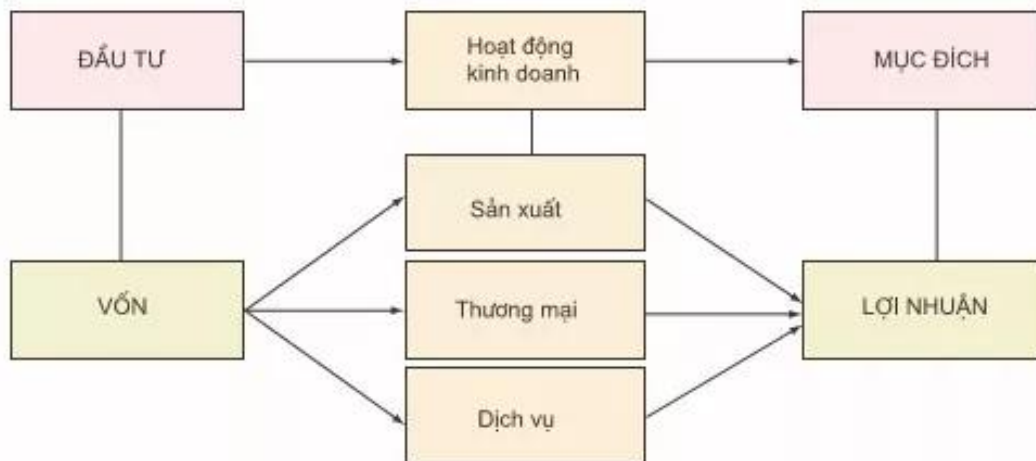 ĐẦU TƯ
Hoạt động
kinh doanh
MỤC ĐÍCH
Sản xuất
VỐN
Thương mại
LỢI NHUẬN
Dịch vụ